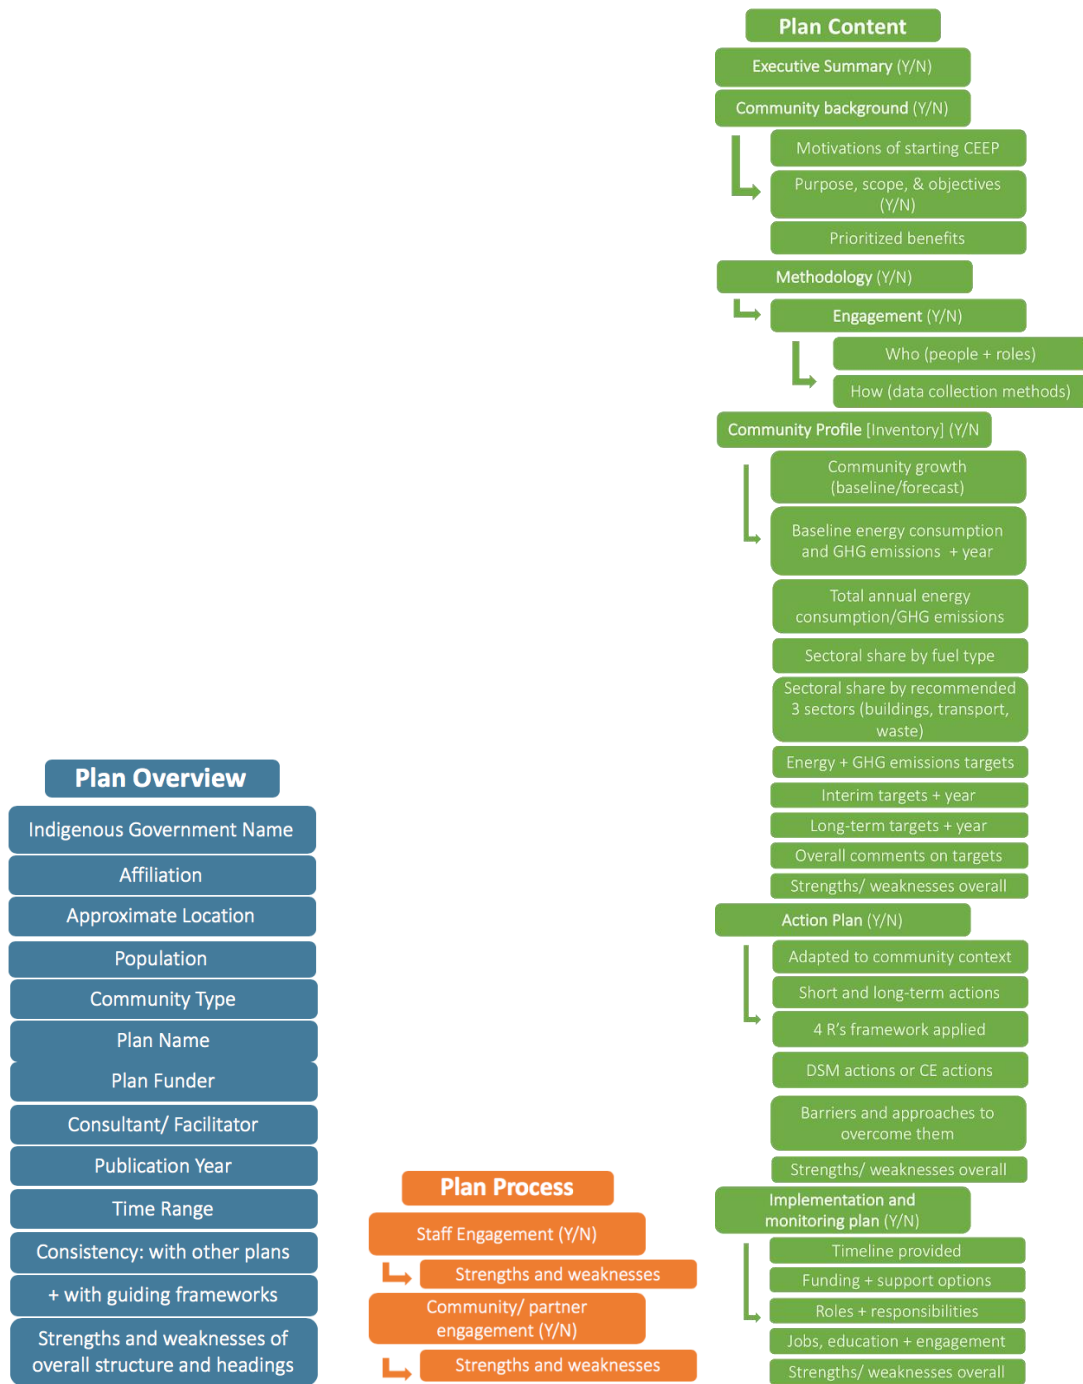 Plan Overview
Indigenous Government Name
Affiliation
Approximate Location
Population
Community Type
Plan Name
Plan Funder
Consultant/ Facilitator
Publication Year
Time Range
Consistency: with other plans
+ with guiding frameworks
Strengths and weaknesses of
overall structure and headings
Plan Process
Staff Engagement (Y/N)
Strengths and weaknesses
Community/ partner
engagement (Y/N)
Strengths and weaknesses
Plan Content
Executive Summary (Y/N)
Community background (Y/N)
Motivations of starting CEEP
Purpose, scope, & objectives
(Y/N)
Prioritized benefits
Methodology (Y/N)
Engagement (Y/N)
Who (people + roles)
How (data collection methods)
Community Profile [Inventory] (Y/N
Community growth
(baseline/forecast)
Baseline energy consumption
and GHG emissions + year
Total annual energy
consumption/GHG emissions
Sectoral share by fuel type
Sectoral share by recommended
3 sectors (buildings, transport,
waste)
Energy + GHG emissions targets
Interim targets + year
Long-term targets + year
Overall comments on targets
Strengths/ weaknesses overall
Action Plan (Y/N)
Adapted to community context
Short and long-term actions
4 R's framework applied
DSM actions or CE actions
Barriers and approaches to
overcome them
Strengths/ weaknesses overall
Implementation and
monitoring plan (Y/N)
Timeline provided
Funding + support options
Roles + responsibilities
Jobs, education + engagement
Strengths/ weaknesses overall